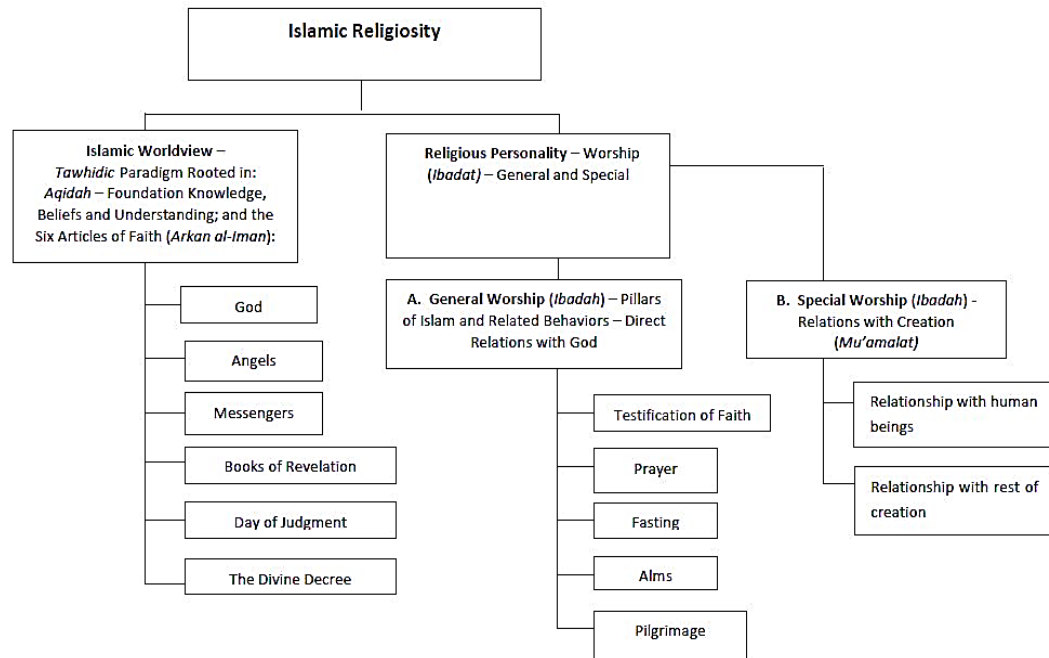 Islamic Religiosity
Islamic Worldview –
Tawhidic Paradigm Rooted in:
Aqidah – Foundation Knowledge,
Beliefs and Understanding; and the
Six Articles of Faith (Arkan al-Iman):
God
Angels
Messengers
Books of Revelation
Day of Judgment
The Divine Decree
Religious Personality – Worship
(Ibadat) – General and Special
A. General Worship (Ibadah) – Pillars
of Islam and Related Behaviors – Direct
Relations with God
Testification of Faith
Prayer
Fasting
Alms
Pilgrimage
B. Special Worship (Ibadah) -
Relations with Creation
(Mu'amalat)
Relationship with human
beings
Relationship with rest of
creation